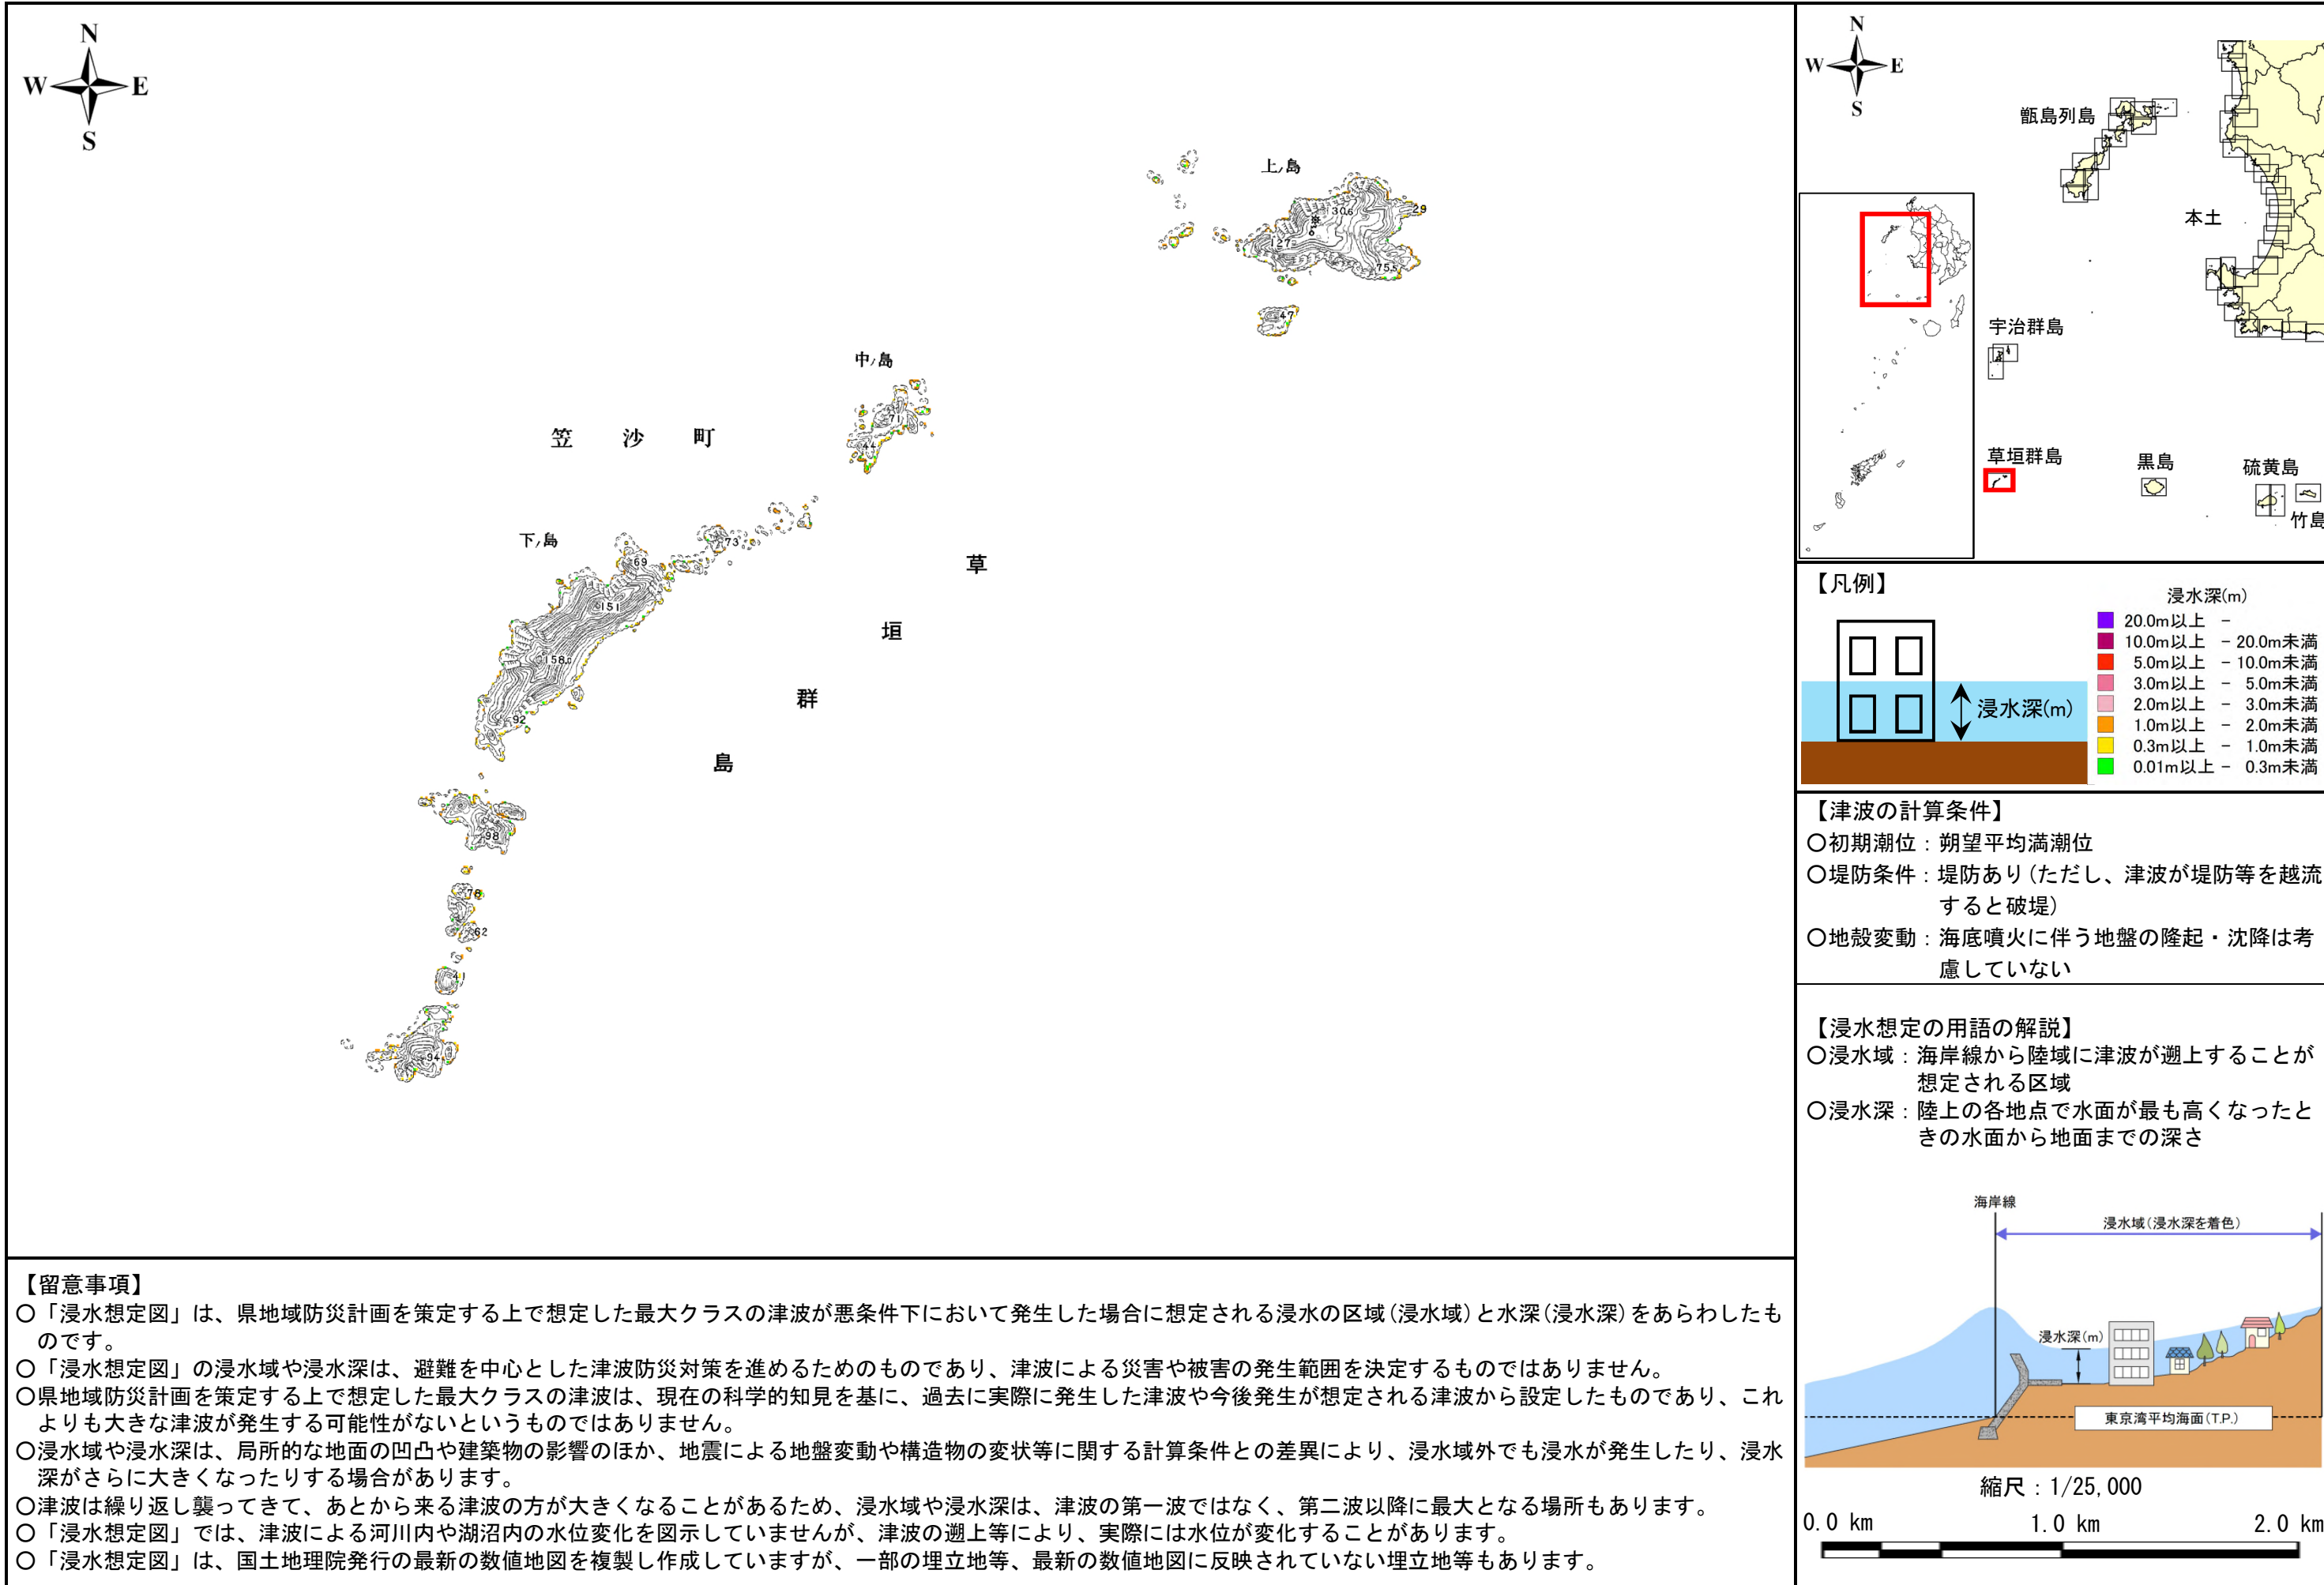 N
W E
S
上ノ島
130.6
29
127
75.5
47
中ノ島
71
44
笠沙町
下ノ島
73
69
151
158.0
92
草垣群島
98
78
62
41
94
N
W E
S
甑島列島
本土
宇治群島
草垣群島
黒島
硫黄島
竹島
【凡例】
浸水深(m)
浸水深(m)
20.0m以上 -
10.0m以上 - 20.0m未満
5.0m以上 - 10.0m未満
3.0m以上 - 5.0m未満
2.0m以上 - 3.0m未満
1.0m以上 - 2.0m未満
0.3m以上 - 1.0m未満
0.01m以上 - 0.3m未満
【津波の計算条件】
○初期潮位：朔望平均満潮位
○堤防条件：堤防あり(ただし、津波が堤防等を越流
すると破堤)
○地殻変動：海底噴火に伴う地盤の隆起・沈降は考
慮していない
【浸水想定の用語の解説】
○浸水域：海岸線から陸域に津波が遡上することが
想定される区域
○浸水深：陸上の各地点で水面が最も高くなったと
きの水面から地面までの深さ
海岸線
浸水域(浸水深を着色)
浸水深(m)
東京湾平均海面(T.P.)
縮尺：1/25,000
0.0 km 1.0 km 2.0 km
【留意事項】
○「浸水想定図」は、県地域防災計画を策定する上で想定した最大クラスの津波が悪条件下において発生した場合に想定される浸水の区域(浸水域)と水深(浸水深)をあらわしたも
のです。
○「浸水想定図」の浸水域や浸水深は、避難を中心とした津波防災対策を進めるためのものであり、津波による災害や被害の発生範囲を決定するものではありません。
○県地域防災計画を策定する上で想定した最大クラスの津波は、現在の科学的知見を基に、過去に実際に発生した津波や今後発生が想定される津波から設定したものであり、これ
よりも大きな津波が発生する可能性がないというものではありません。
○浸水域や浸水深は、局所的な地面の凹凸や建築物の影響のほか、地震による地盤変動や構造物の変状等に関する計算条件との差異により、浸水域外でも浸水が発生したり、浸水
深がさらに大きくなったりする場合があります。
○津波は繰り返し襲ってきて、あとから来る津波の方が大きくなることがあるため、浸水域や浸水深は、津波の第一波ではなく、第二波以降に最大となる場所もあります。
○「浸水想定図」では、津波による河川内や湖沼内の水位変化を図示していませんが、津波の遡上等により、実際には水位が変化することがあります。
○「浸水想定図」は、国土地理院発行の最新の数値地図を複製し作成していますが、一部の埋立地等、最新の数値地図に反映されていない埋立地等もあります。